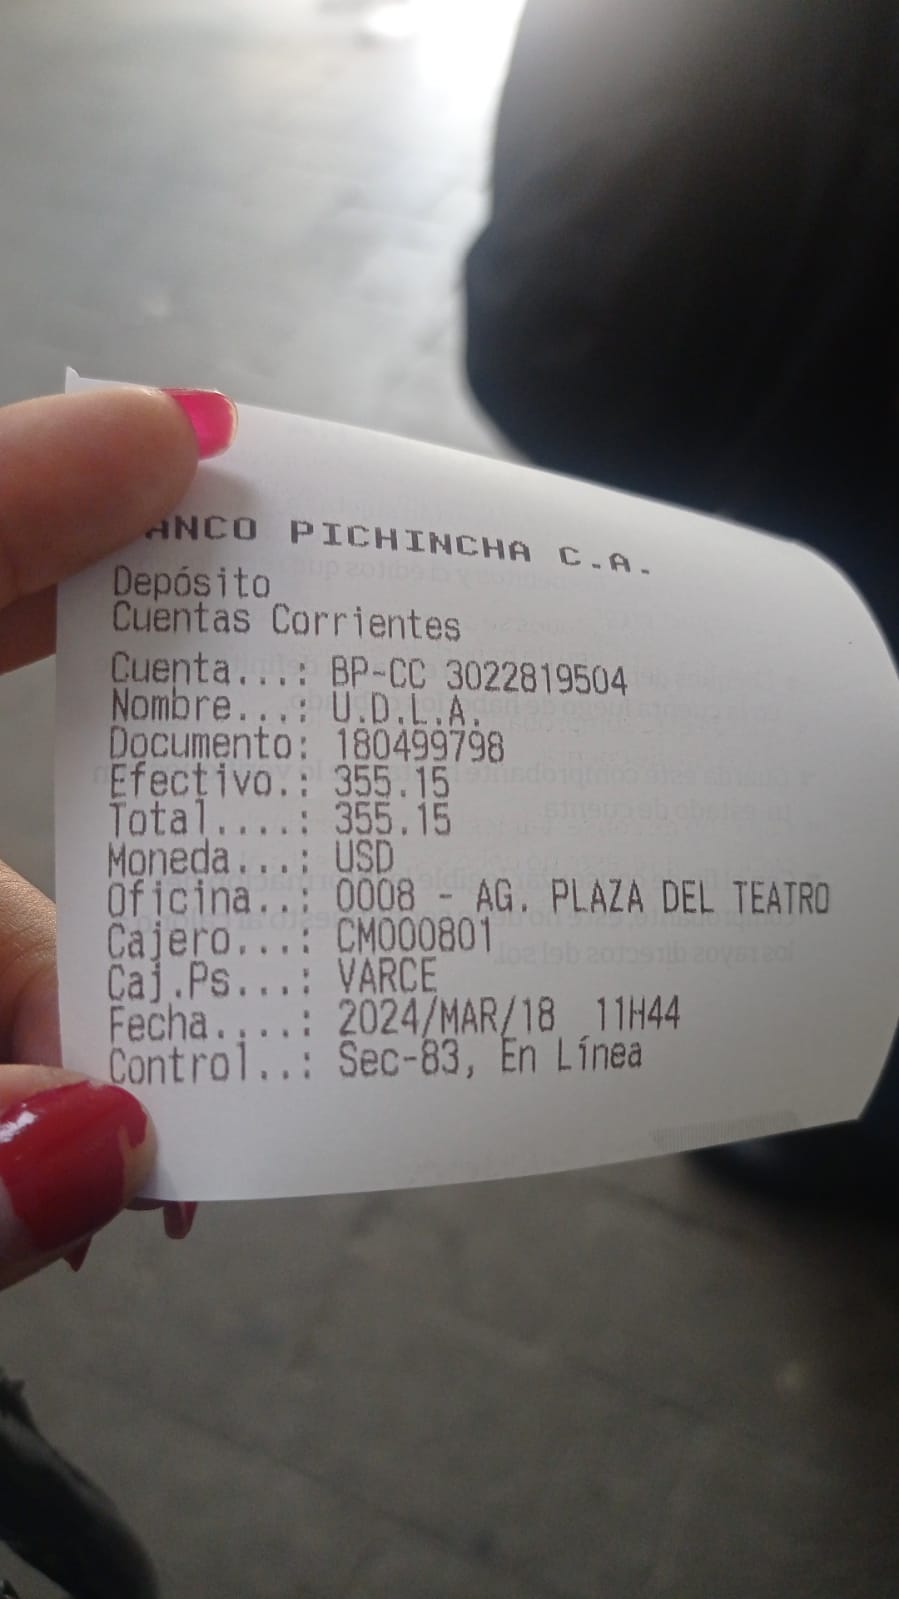 ANCO PICHINCHA C.A.
Depósito
Cuentas Corrientes
Cuenta...: BP-CC 3022819504
Nombre...: U.D.L.A.
Documento: 180499798
Efectivo.: 355.15
Total....: 355.15
Moneda...: USD
Oficina..: 0008 - AG. PLAZA DEL TEATRO
Cajero...: CM000801
Caj.Ps...: VARCE
Fecha....: 2024/MAR/18 11H44
Control..: Sec-83, En Línea